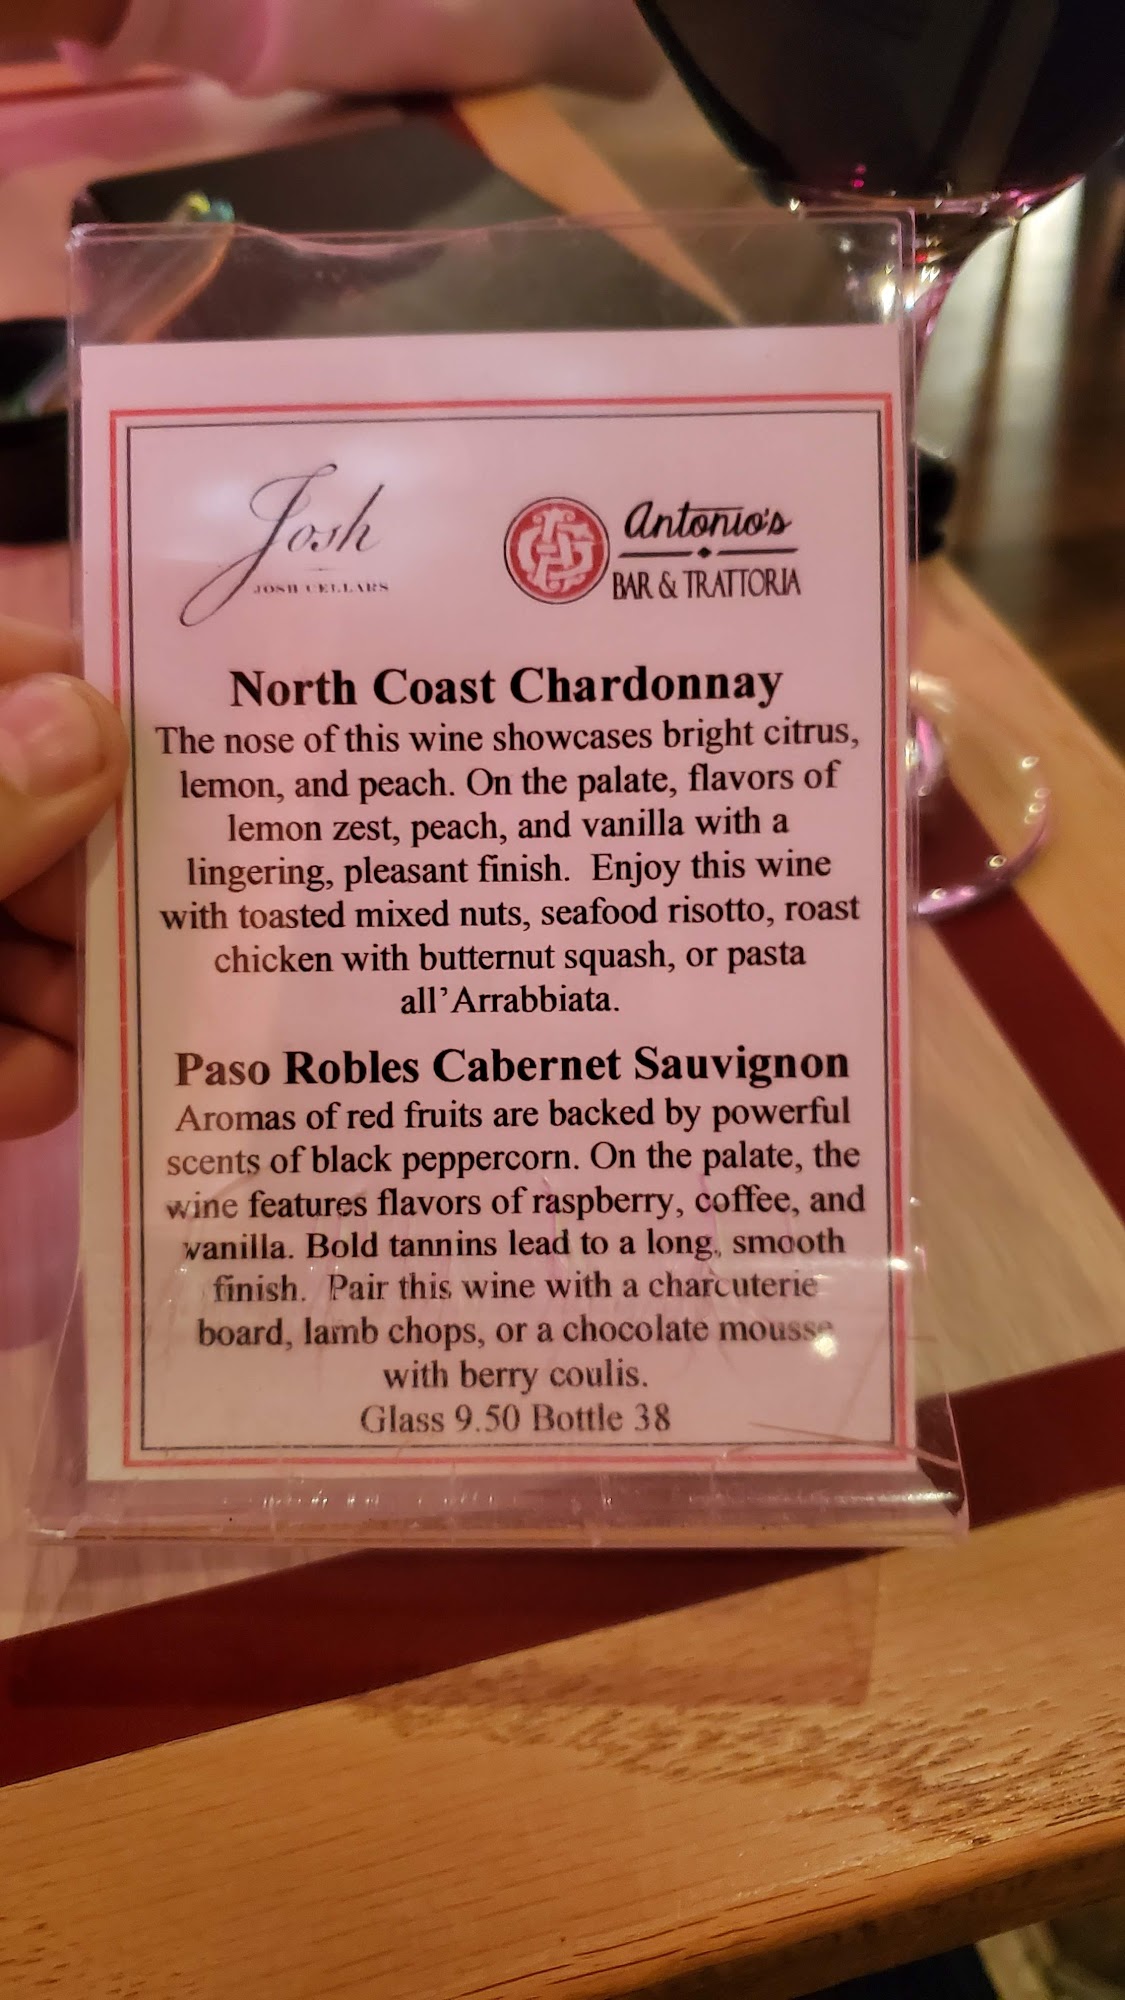 Josh
JOSH CELLARS
Antonio's
BAR & TRATTORIA
North Coast Chardonnay
The nose of this wine showcases bright citrus,
lemon, and peach. On the palate, flavors of
lemon zest, peach, and vanilla with a
lingering, pleasant finish. Enjoy this wine
with toasted mixed nuts, seafood risotto, roast
chicken with butternut squash, or pasta
all’Arrabbiata.
Paso Robles Cabernet Sauvignon
Aromas of red fruits are backed by powerful
scents of black peppercorn. On the palate, the
wine features flavors of raspberry, coffee, and
vanilla. Bold tannins lead to a long, smooth
finish. Pair this wine with a charcuterie
board, lamb chops, or a chocolate mousse
with berry coulis.
Glass 9.50 Bottle 38